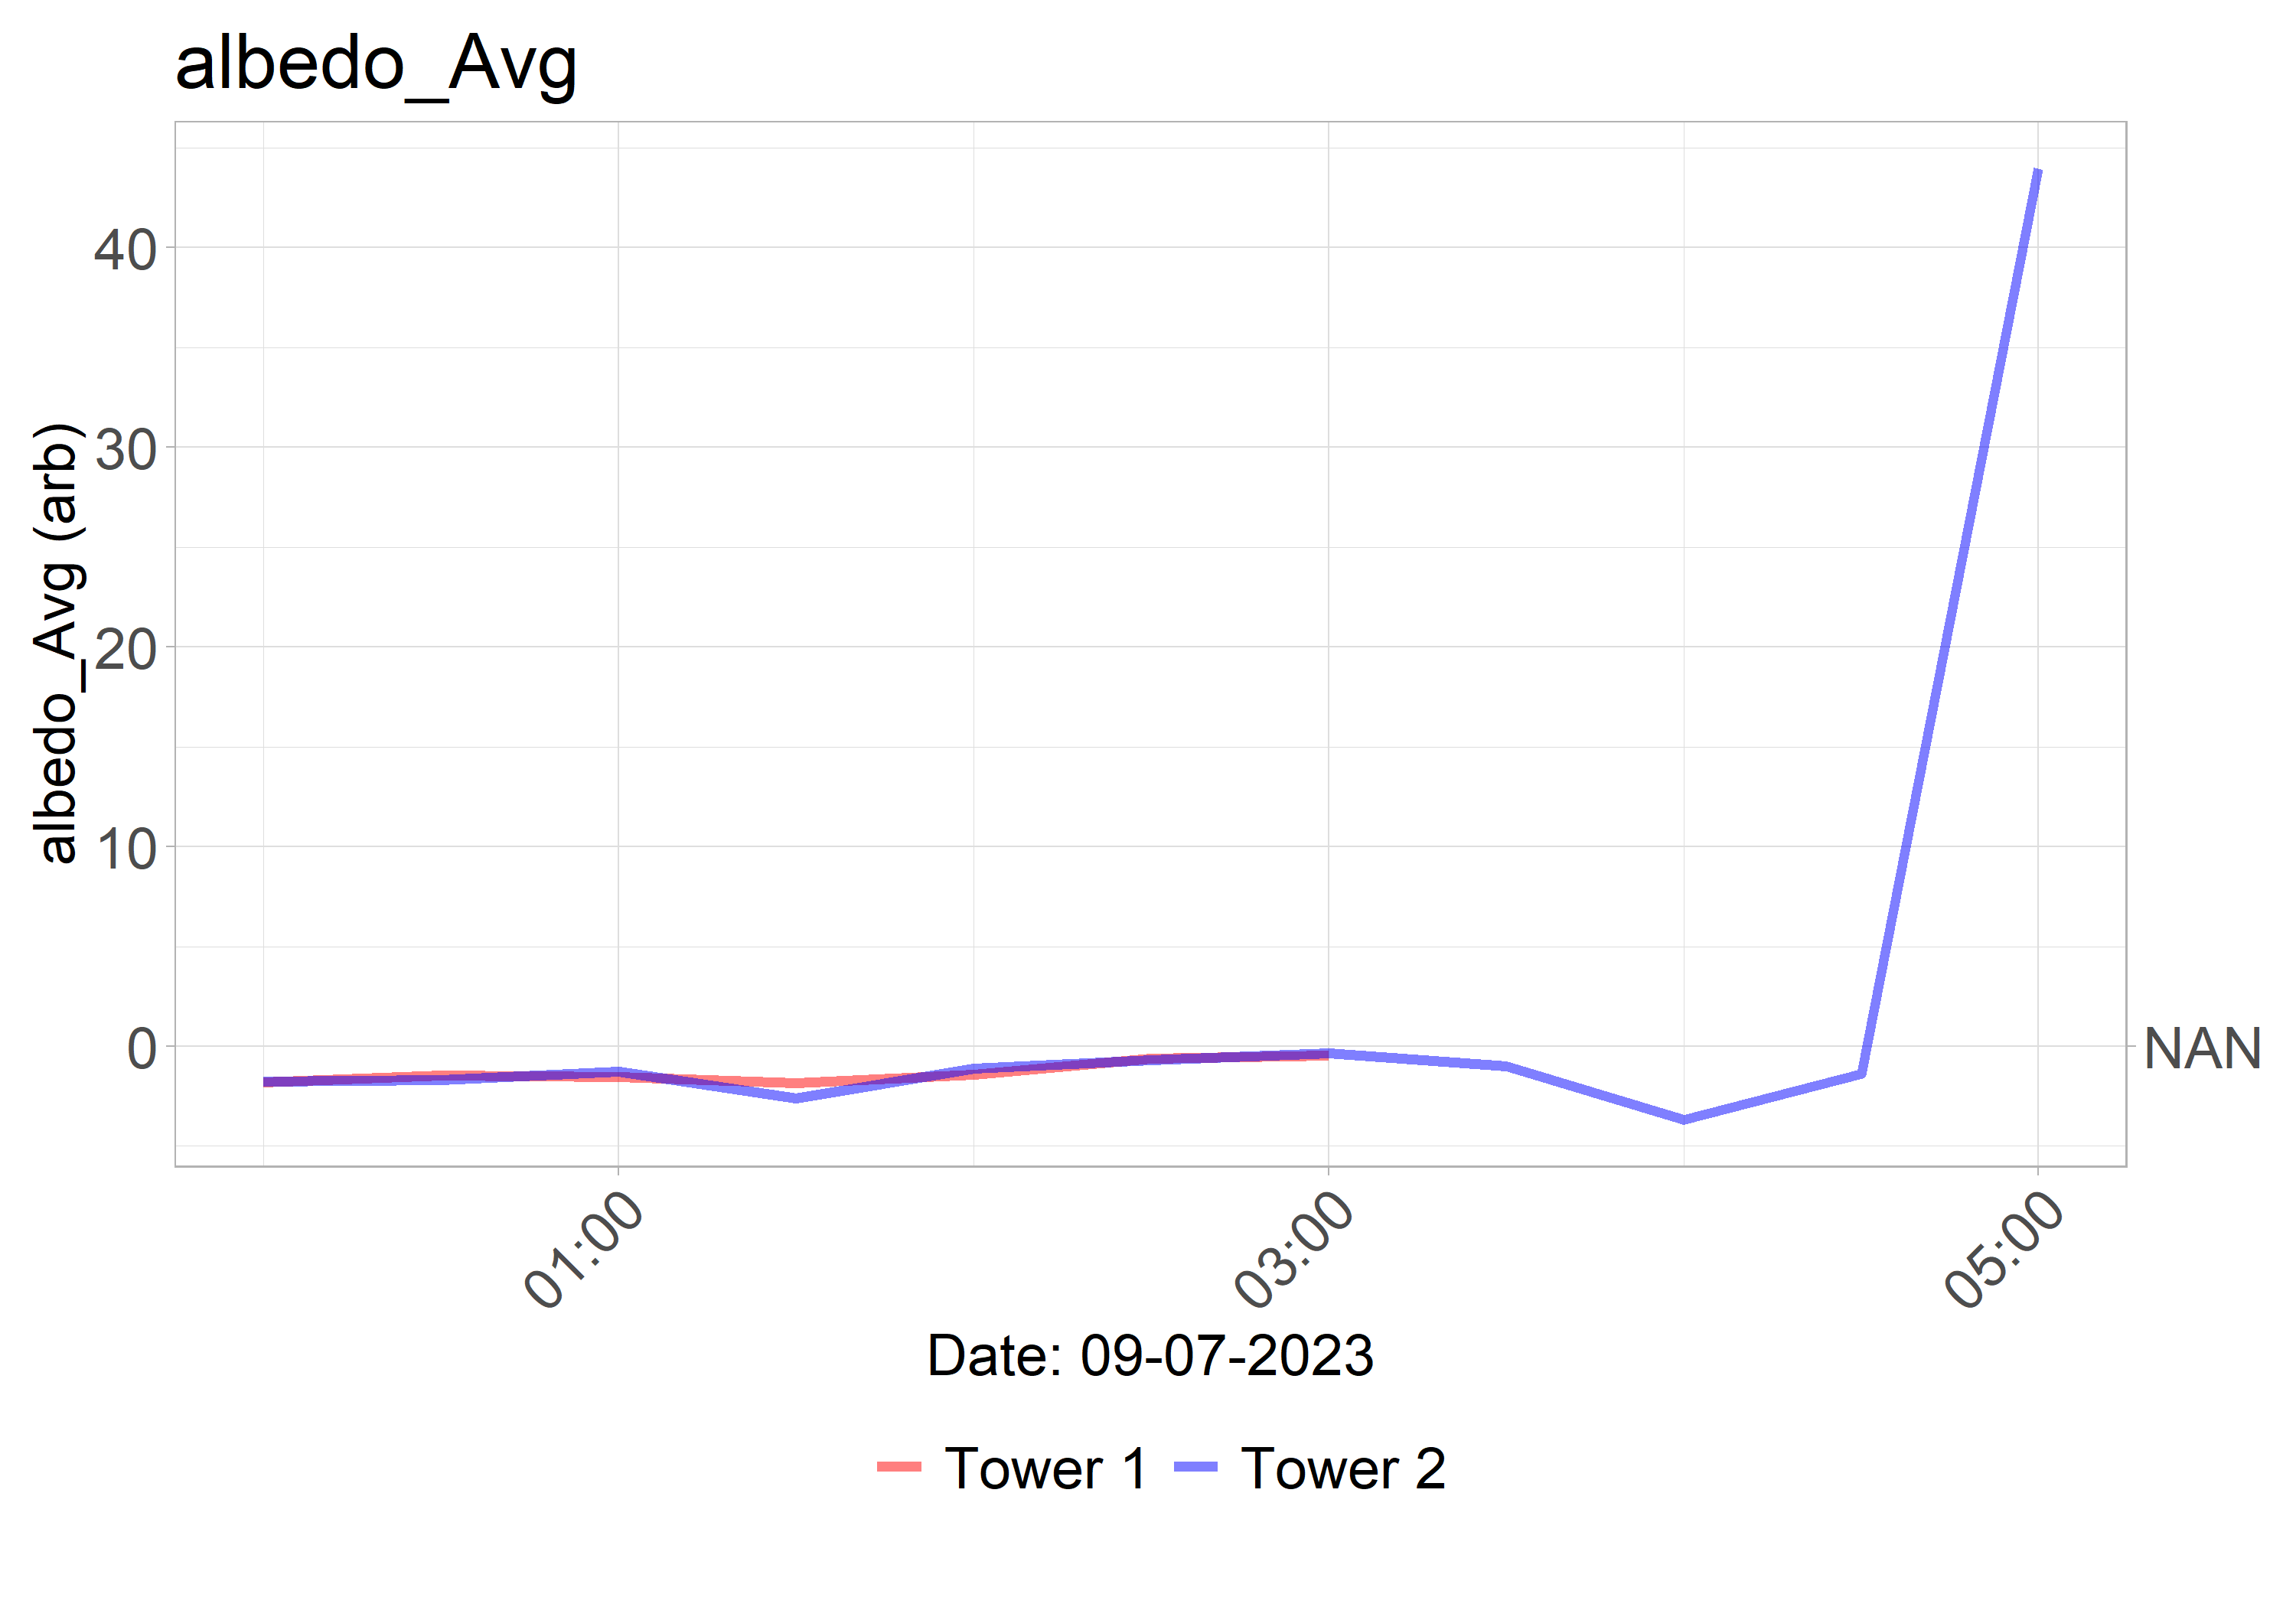 albedo_Avg
albedo_Avg (arb)
40
30
20
10
0
NAN
01:00
03:00
05:00
Date: 09-07-2023
Tower 1
Tower 2